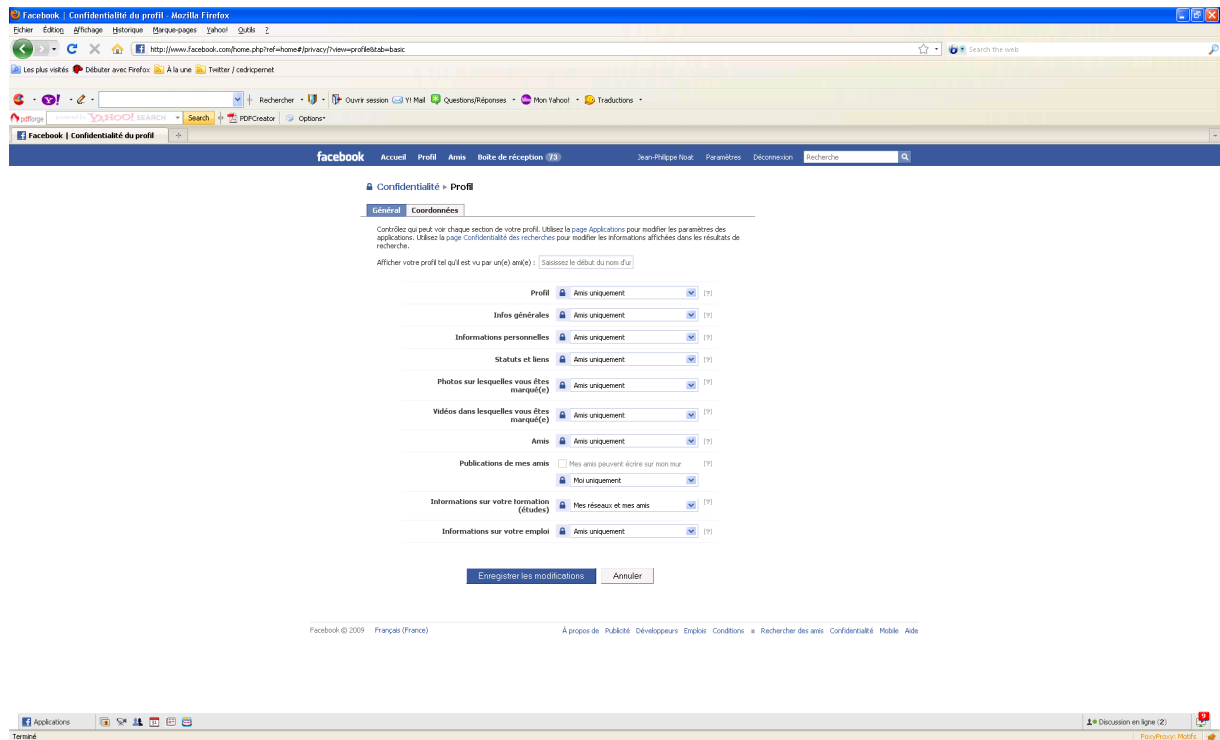 Facebook | Confidentialité du profil - Mozilla Firefox
Fichier Édition Affichage Historique Marque-pages Yahoo! Outils ?
http://www.facebook.com/home.php?ref=home#/privacy/?view=profile&tab=basic
Search the web
Les plus visités Débuter avec Firefox À la une Twitter / cedricpernet
Y! Rechercher Ouvrir session Y! Mail Questions/Réponses Mon Yahoo! Traductions
pdfforge powered by YAHOO! SEARCH Search PDFCreator Options
Facebook | Confidentialité du profil
facebook Accueil Profil Amis Boîte de réception 73 Jean-Philippe Noat Paramètres Déconnexion Recherche
Confidentialité ▸ Profil
Général Coordonnées
Contrôlez qui peut voir chaque section de votre profil. Utilisez la page Applications pour modifier les paramètres des
applications. Utilisez la page Confidentialité des recherches pour modifier les informations affichées dans les résultats de
recherche.
Afficher votre profil tel qu'il est vu par un(e) ami(e) : Saisissez le début du nom d'ur
Profil Amis uniquement [?]
Infos générales Amis uniquement [?]
Informations personnelles Amis uniquement [?]
Statuts et liens Amis uniquement [?]
Photos sur lesquelles vous êtes
marqué(e) Amis uniquement [?]
Vidéos dans lesquelles vous êtes
marqué(e) Amis uniquement [?]
Amis Amis uniquement [?]
Publications de mes amis Mes amis peuvent écrire sur mon mur [?]
Moi uniquement
Informations sur votre formation
(études) Mes réseaux et mes amis [?]
Informations sur votre emploi Amis uniquement [?]
Enregistrer les modifications Annuler
Facebook © 2009 Français (France) À propos de Publicité Développeurs Emplois Conditions Rechercher des amis Confidentialité Mobile Aide
Applications 31 Discussion en ligne (2) 9
Terminé FoxyProxy: Motifs